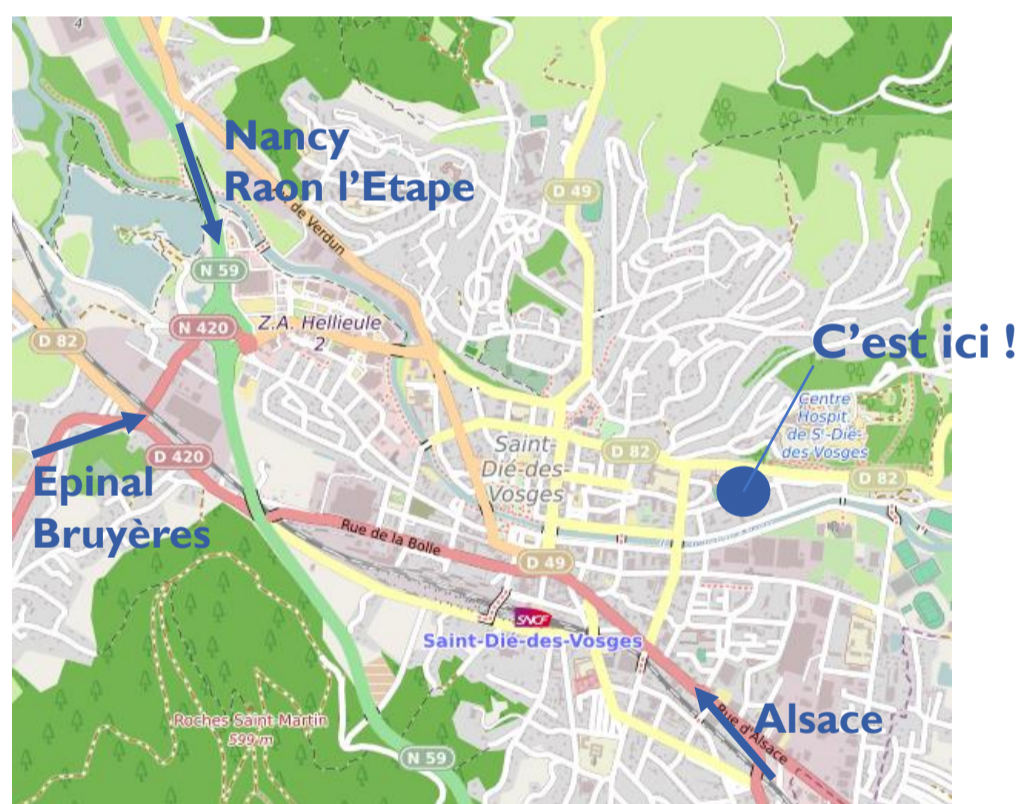 4
Nancy
Raon l'Etape
de Verdun
D 49
N 59
N 420
Z.A. Hellieule
2
D 82
C'est ici !
Centre
Hospit
de St-Dié-
des-Vosges
Saint-
Dié-des-
Vosges
D 82
D 82
D 420
Epinal
Bruyères
Rue de la Bolle
D 49
SNCF
Saint-Dié-des-Vosges
Roches Saint-Martin
599 m
Alsace
Rue d'Alsace
N 59